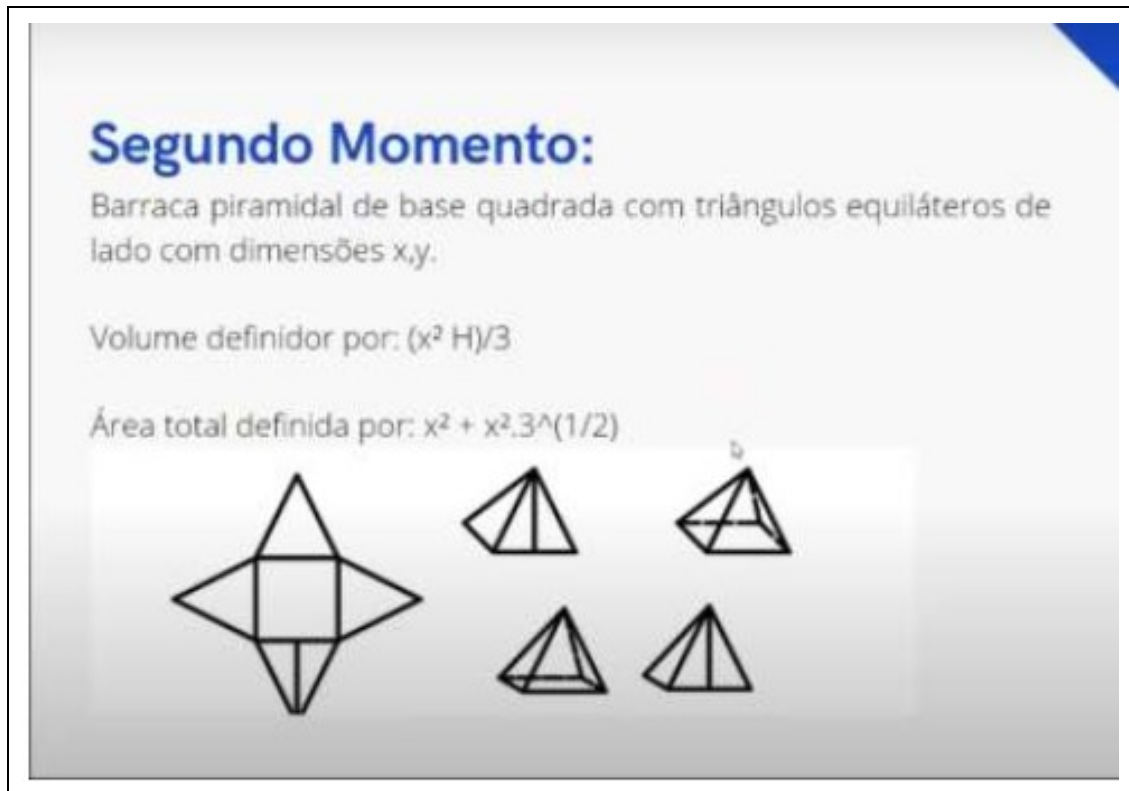 Segundo Momento:
Barraca piramidal de base quadrada com triângulos equiláteros de
lado com dimensões x,y.
Volume definidor por: (x² H)/3
Área total definida por: x² + x².3^(1/2)